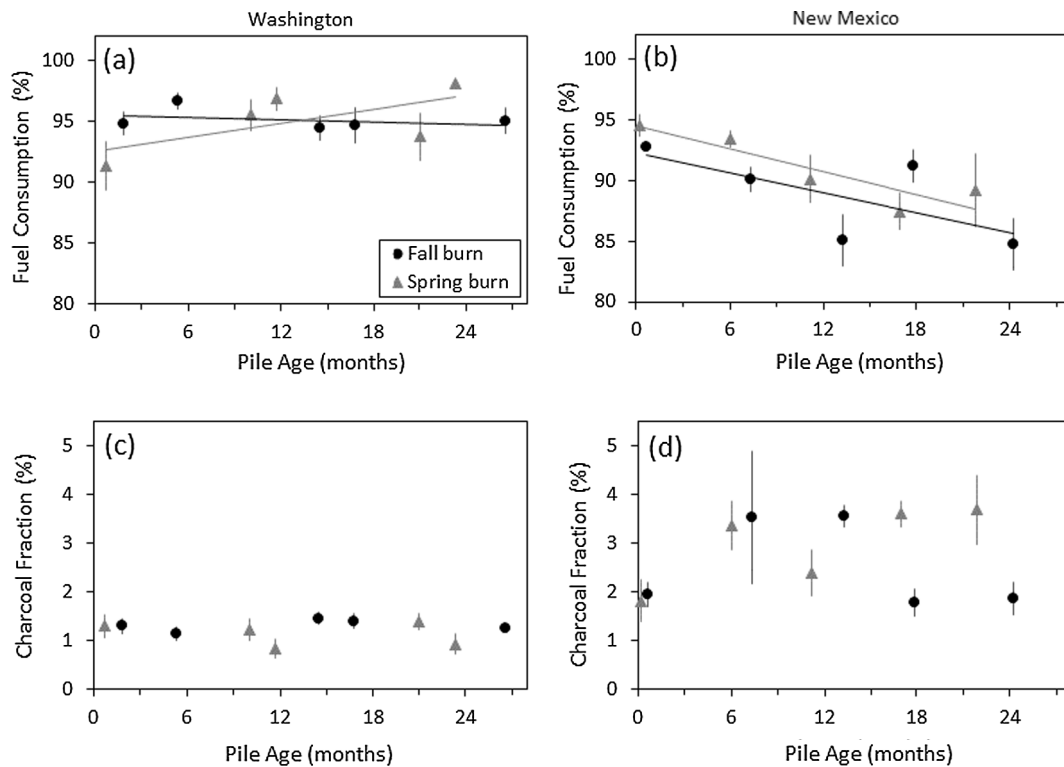 Washington
New Mexico
(a)
100
95
90
85
80
Fuel Consumption (%)
Fall burn
Spring burn
0
6
12
18
24
Pile Age (months)
(b)
100
95
90
85
80
Fuel Consumption (%)
0
6
12
18
24
Pile Age (months)
(c)
5
4
3
2
1
0
Charcoal Fraction (%)
0
6
12
18
24
Pile Age (months)
(d)
5
4
3
2
1
0
Charcoal Fraction (%)
0
6
12
18
24
Pile Age (months)